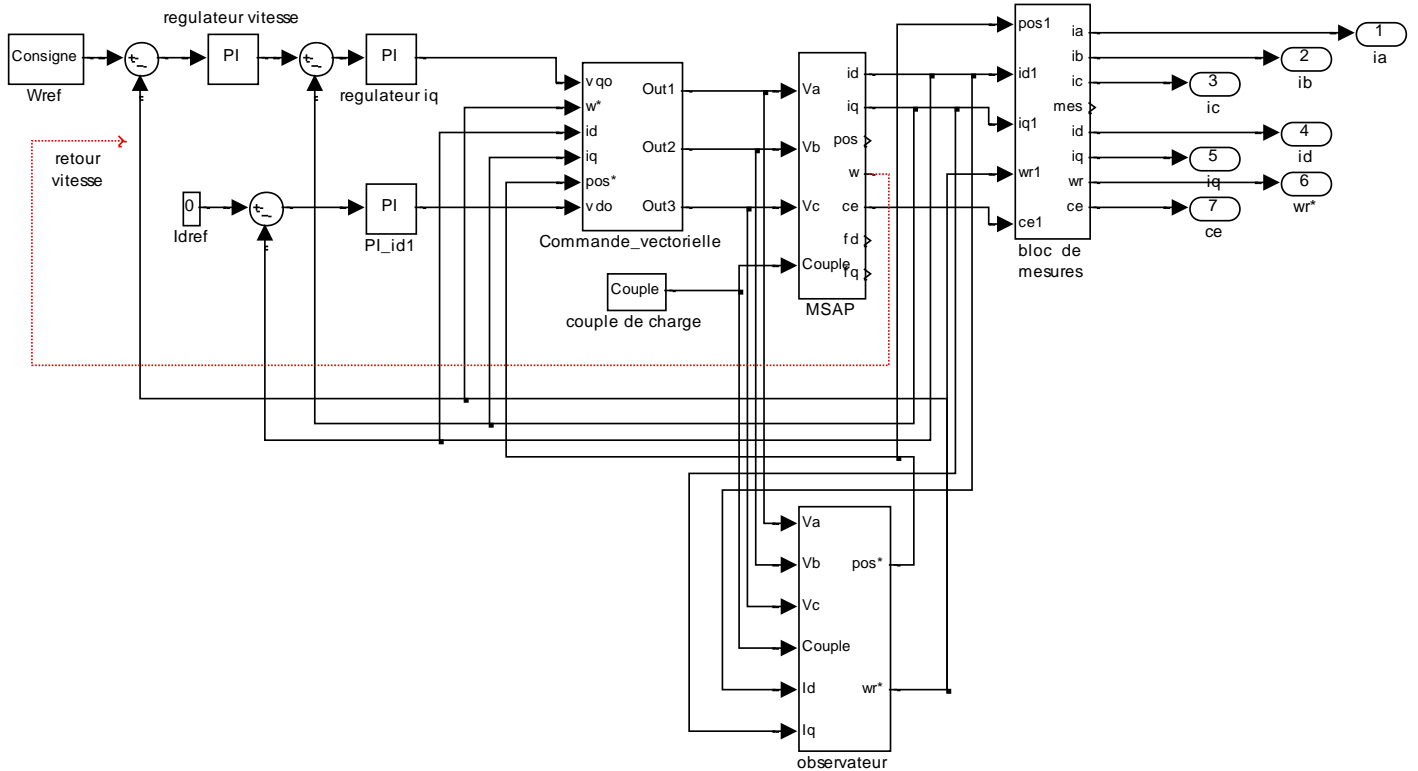 regulateur vitesse
Consigne
Wref
PI
PI
regulateur iq
retour
vitesse
0
Idref
PI
PI_id1
v qo
w*
id
iq
pos*
v do
Out1
Out2
Out3
Commande_vectorielle
Couple
couple de charge
Va
Vb
Vc
Couple
id
iq
pos
w
ce
fd
fq
MSAP
pos1
id1
iq1
wr1
ce1
ia
ib
ic
mes
id
iq
wr
ce
bloc de
mesures
1
ia
2
ib
3
ic
4
id
5
iq
6
wr*
7
ce
Va
Vb
Vc
Couple
Id
Iq
pos*
wr*
observateur